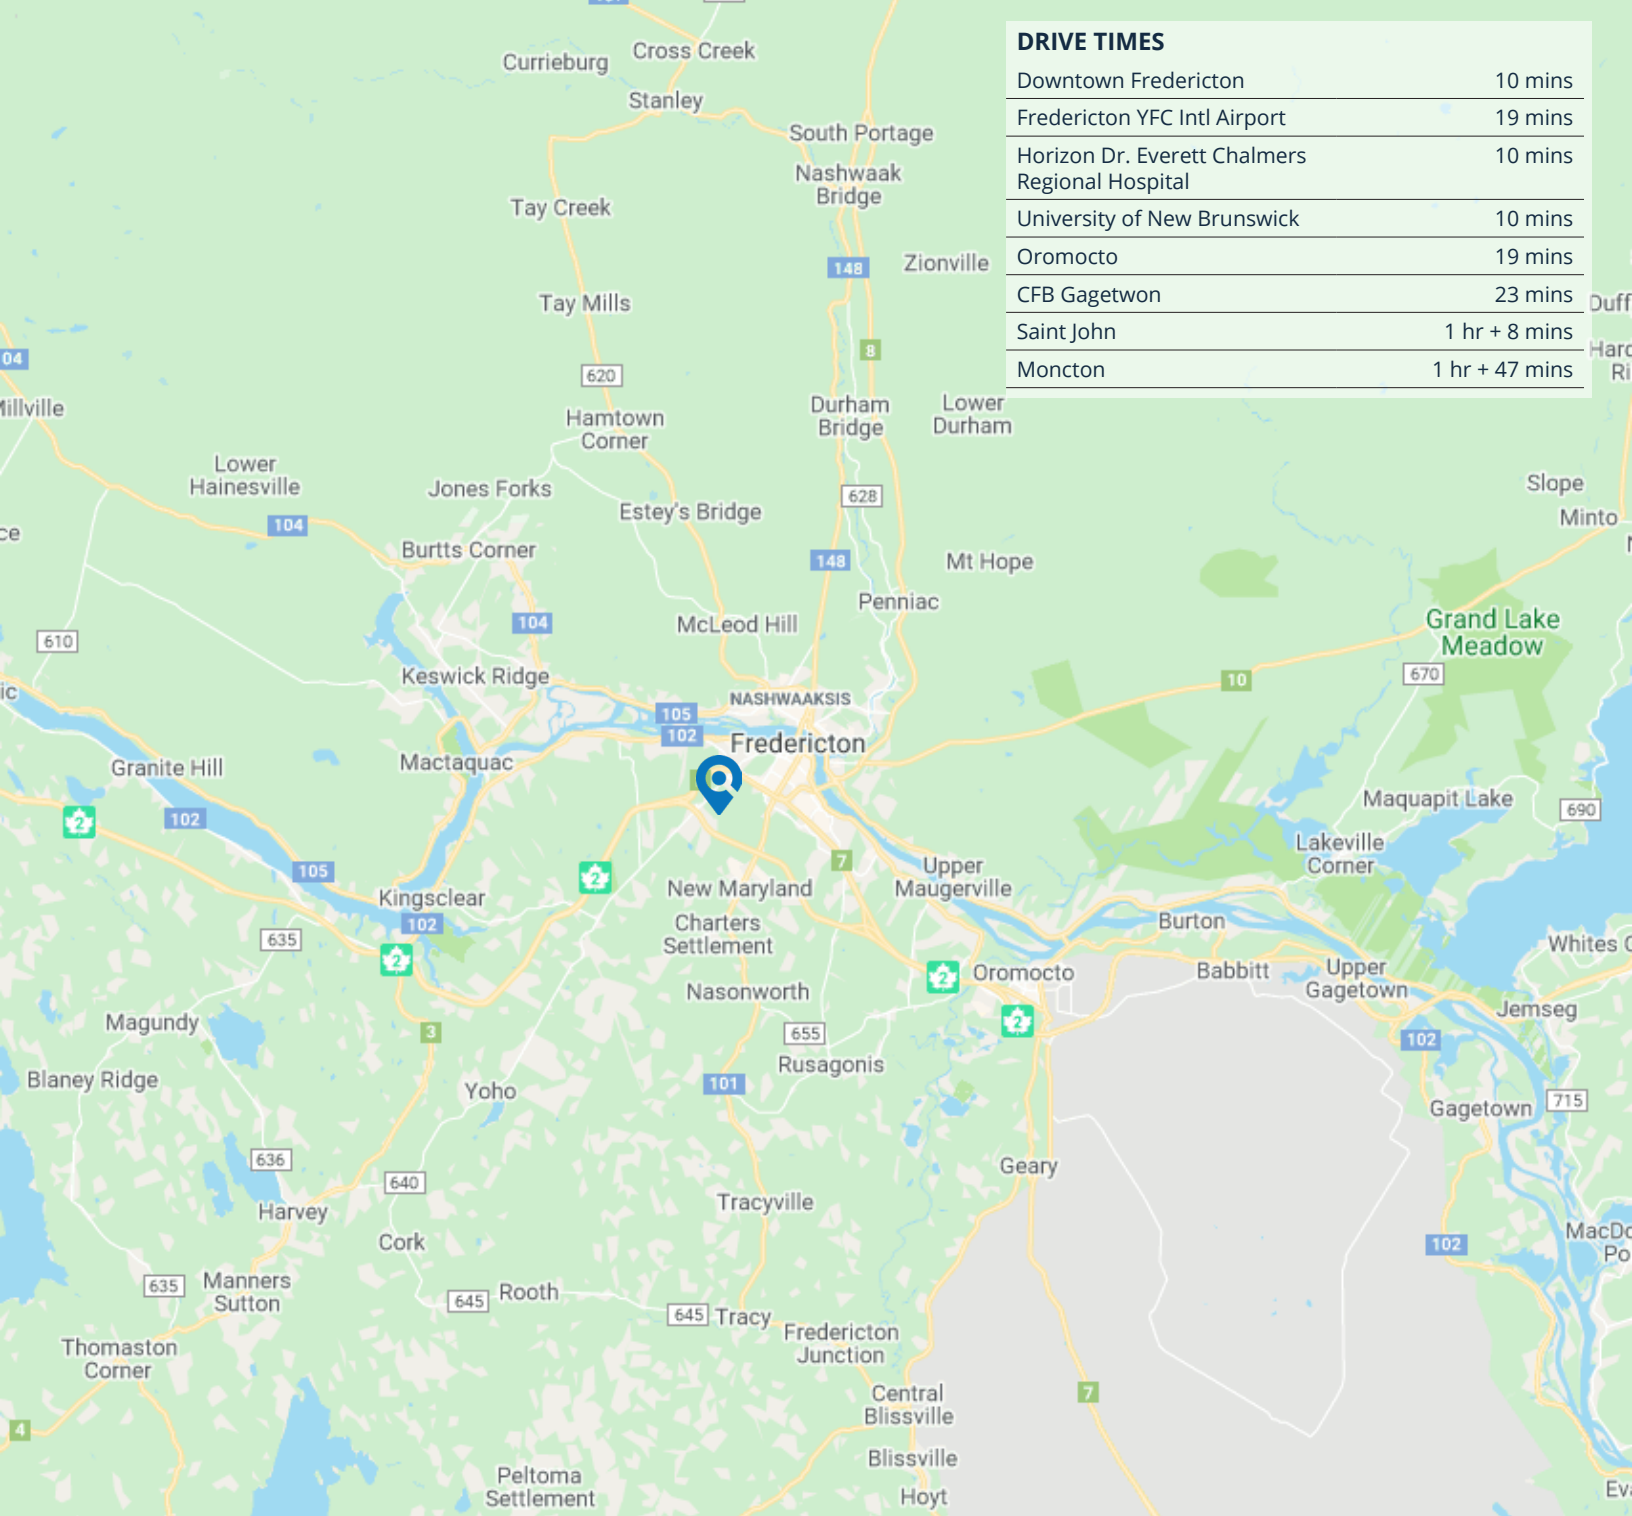 DRIVE TIMES
Downtown Fredericton 10 mins
Fredericton YFC Intl Airport 19 mins
Horizon Dr. Everett Chalmers 10 mins
Regional Hospital
University of New Brunswick 10 mins
Oromocto 19 mins
CFB Gagetwon 23 mins
Saint John 1 hr + 8 mins
Moncton 1 hr + 47 mins
Cross Creek
Currieburg
Stanley
South Portage
Nashwaak
Bridge
Tay Creek
148
Zionville
Tay Mills
8
04
620
Durham
Bridge
Lower
Durham
Hamtown
Corner
Lower
Hainesville
Jones Forks
628
Slope
Estey's Bridge
Minto
104
Burtts Corner
148
Mt Hope
Penniac
104
McLeod Hill
Grand Lake
Meadow
610
Keswick Ridge
670
10
NASHWAAKSIS
105
102
Fredericton
Mactaquac
Granite Hill
2
102
Maquapit Lake
690
Lakeville
Corner
105
2
7
Upper
Maugerville
New Maryland
Kingsclear
102
Charters
Settlement
Burton
635
2
2
Oromocto
Babbitt
Upper
Gagetown
Nasonworth
Jemseg
Magundy
3
655
2
102
Rusagonis
Blaney Ridge
Yoho
101
Gagetown
715
636
Geary
640
Tracyville
Harvey
Cork
102
635
Manners
Sutton
645
Rooth
645
Tracy
Fredericton
Junction
Thomaston
Corner
7
Central
Blissville
4
Blissville
Peltoma
Settlement
Hoyt